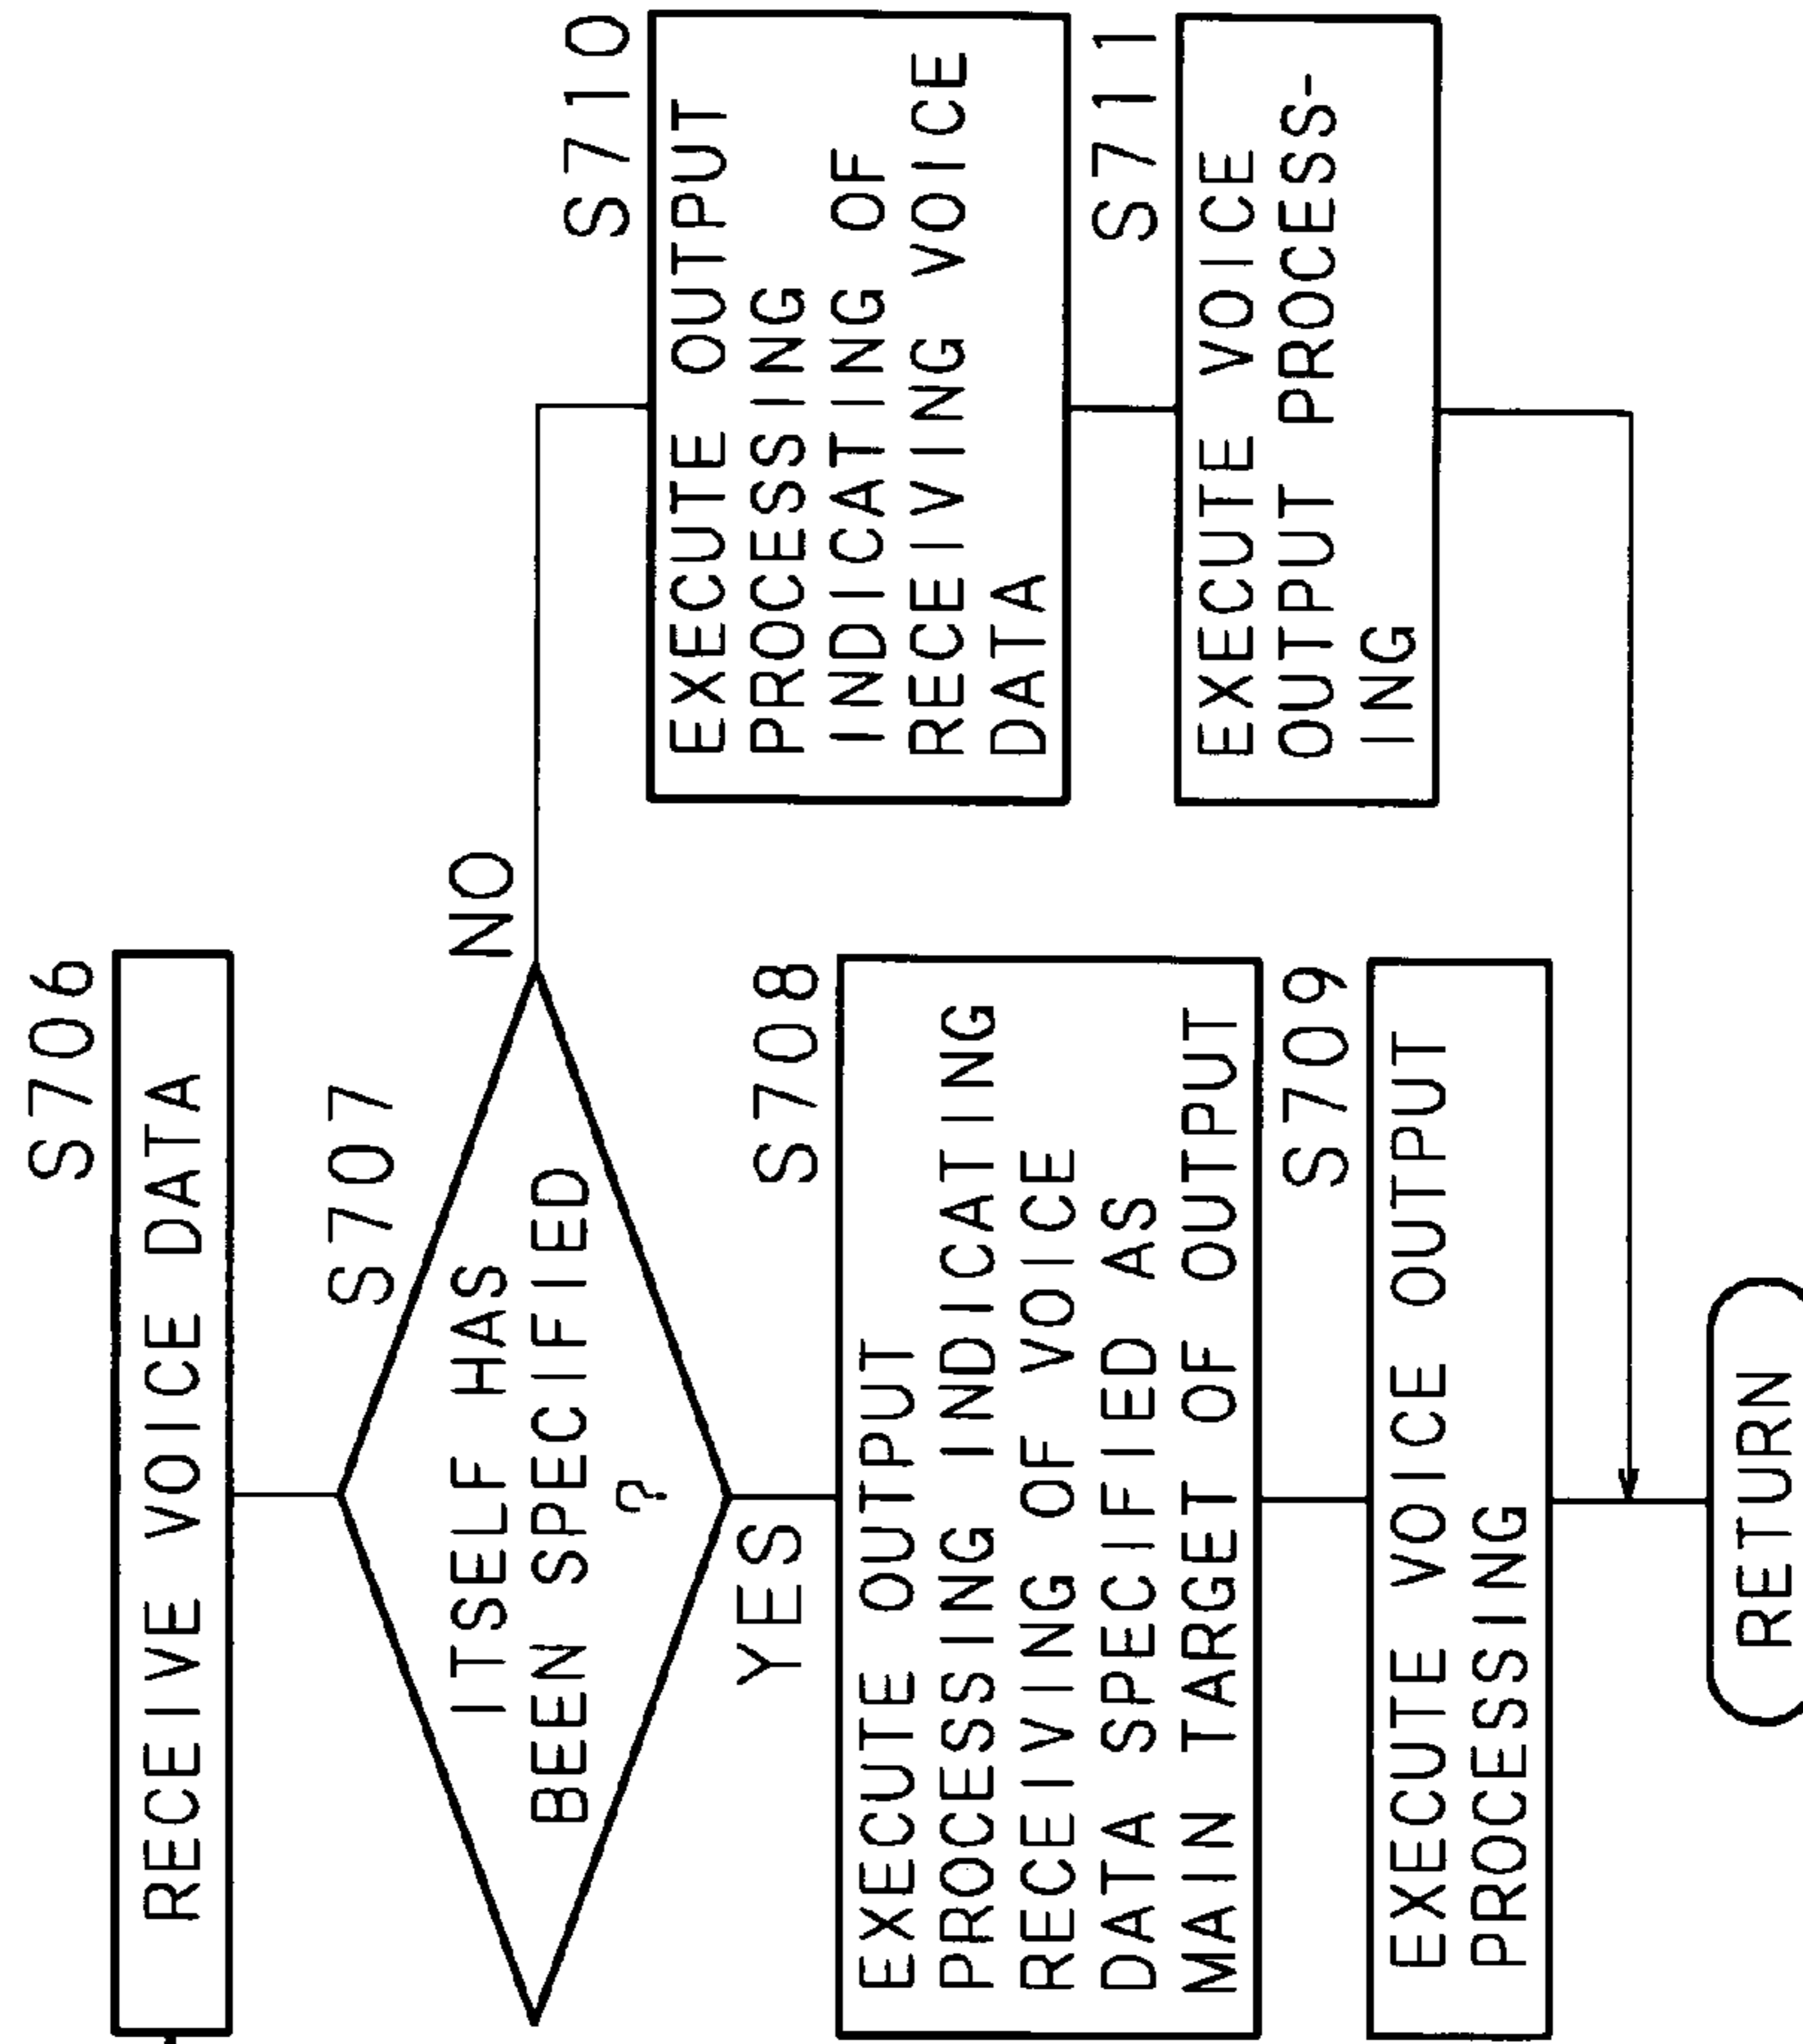 S706
RECEIVE VOICE DATA
S707
ITSELF HAS
BEEN SPECIFIED
?
NO
YES
S708
EXECUTE OUTPUT
PROCESSING INDICATING
RECEIVING OF VOICE
DATA SPECIFIED AS
MAIN TARGET OF OUTPUT
S709
EXECUTE VOICE OUTPUT
PROCESSING
S710
EXECUTE OUTPUT
PROCESSING
INDICATING OF
RECEIVING VOICE
DATA
S711
EXECUTE VOICE
OUTPUT PROCESS-
ING
RETURN